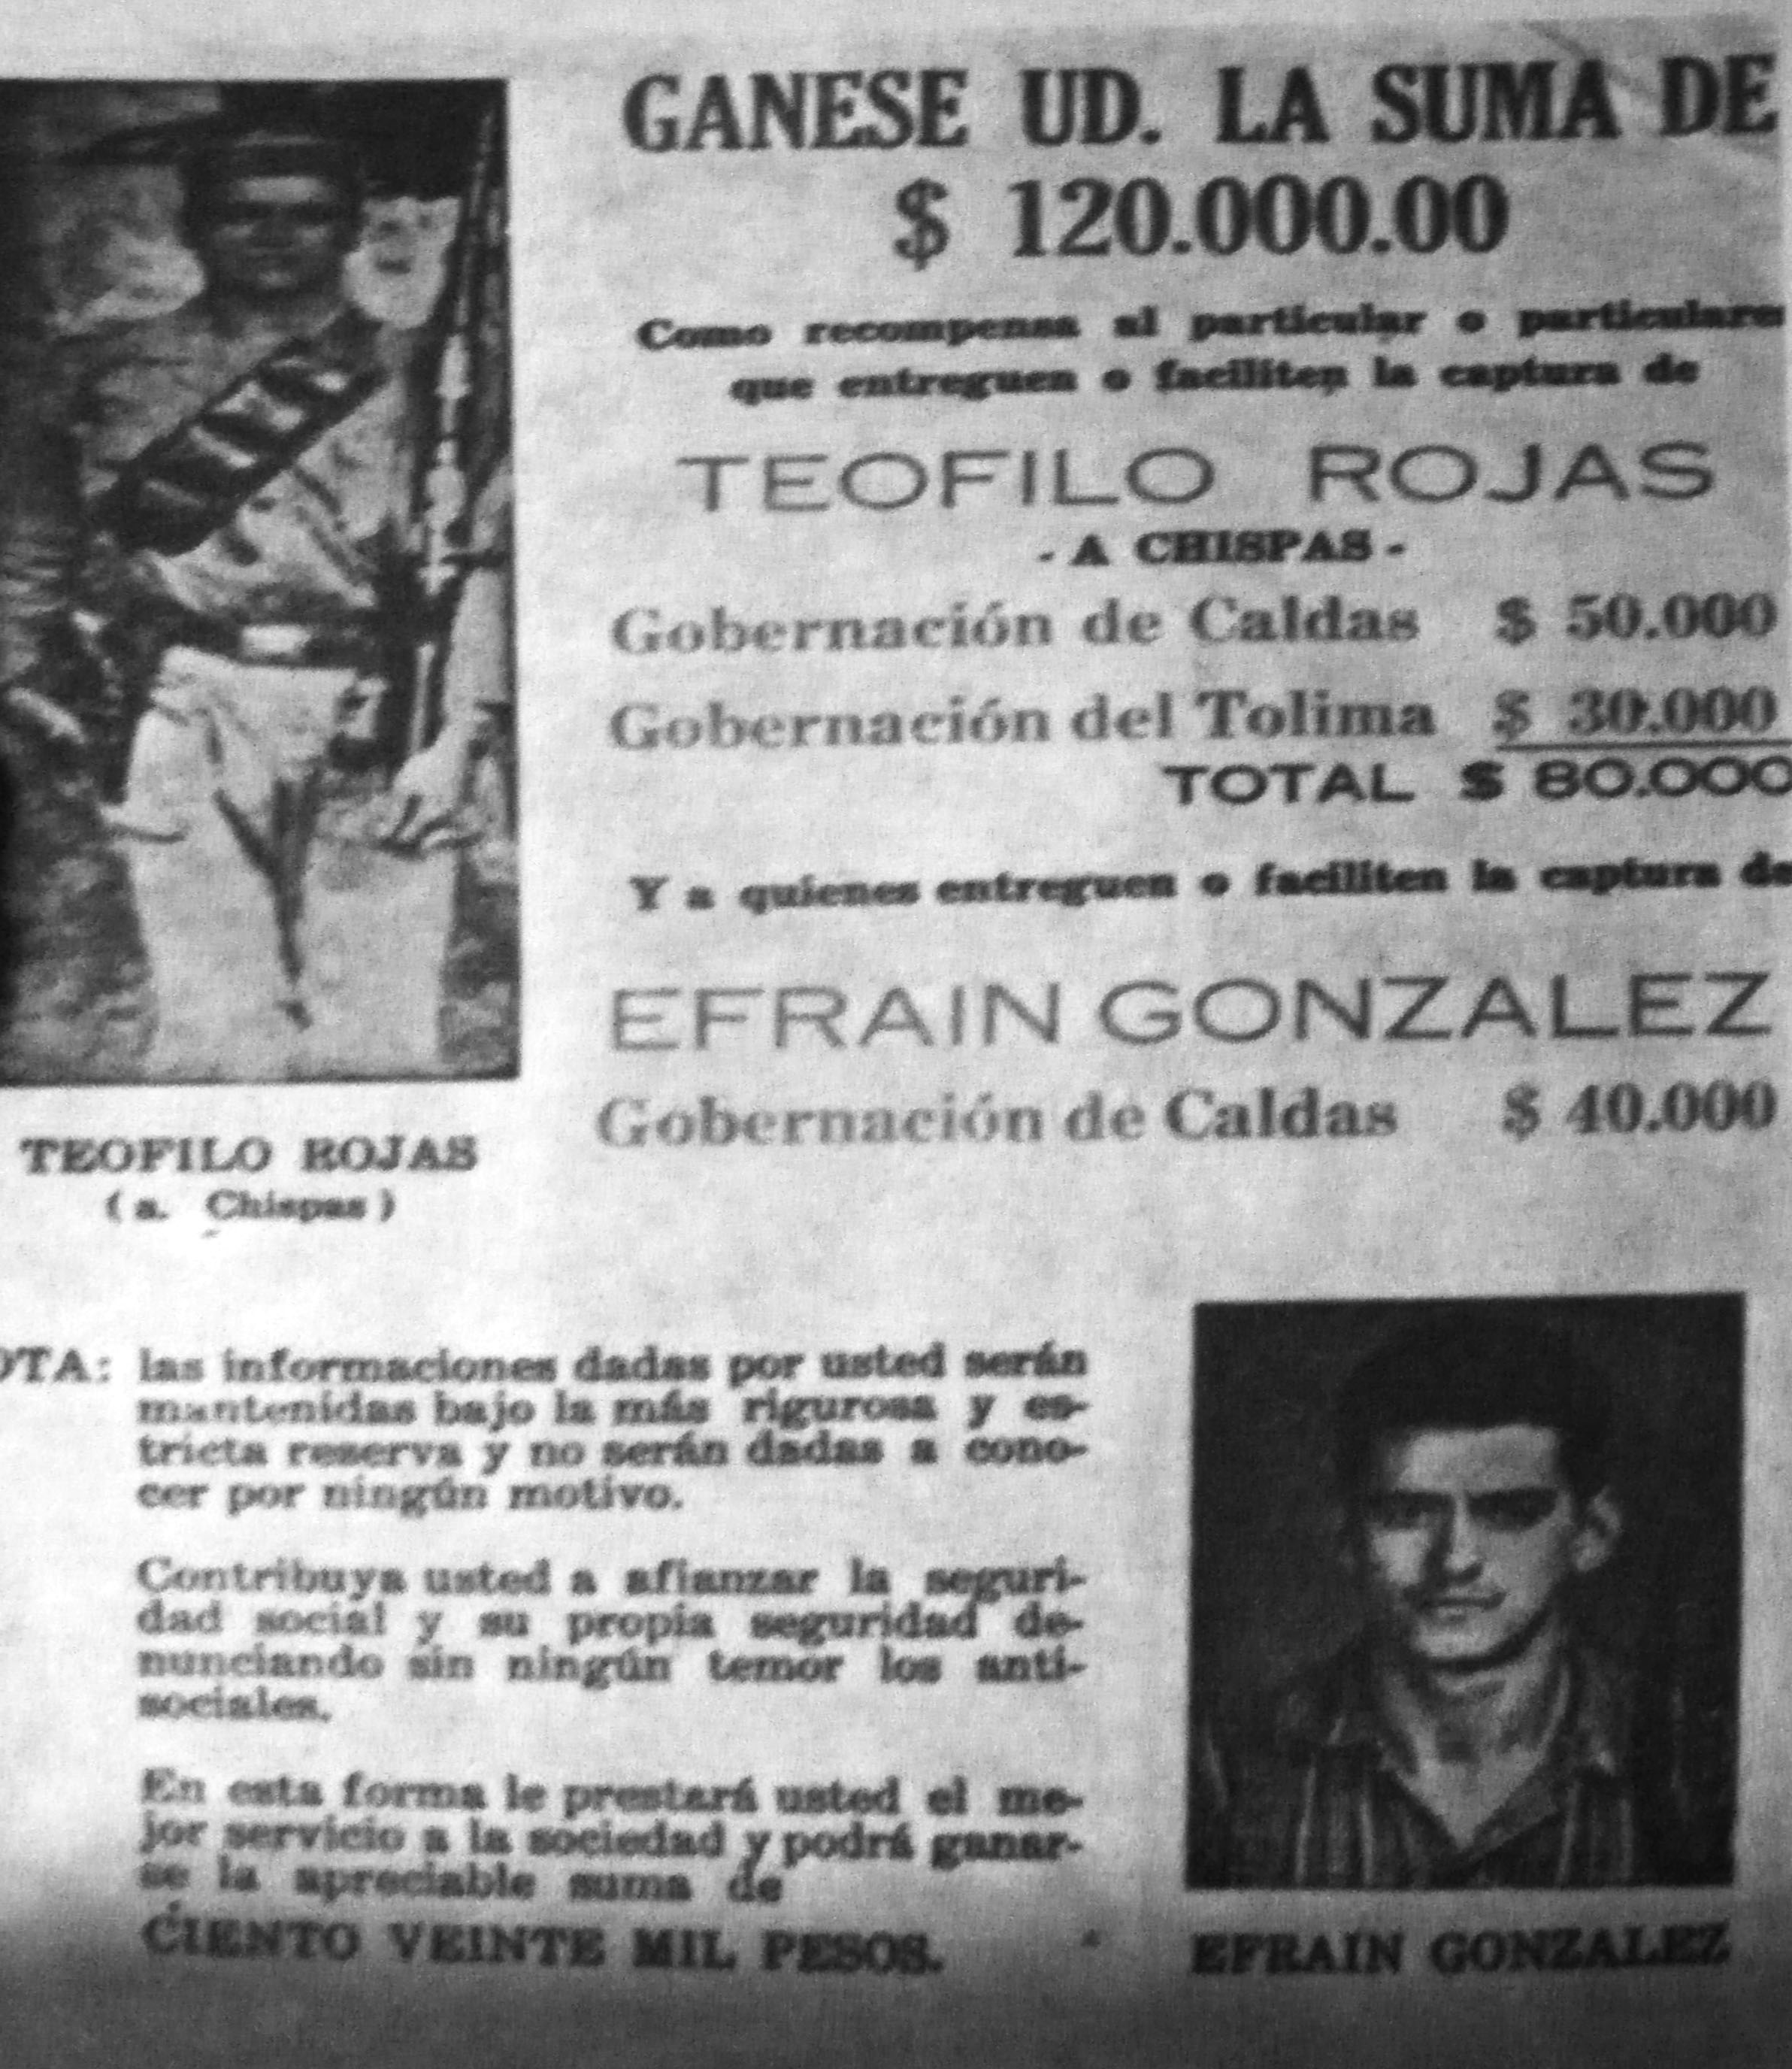 GANESE UD. LA SUMA DE
$ 120.000.00
Como recompensa al particular o particulare
que entreguen o faciliten la captura de
TEOFILO ROJAS
- A CHISPAS -
Gobernación de Caldas $ 50.000
Gobernación del Tolima $ 30.000
TOTAL $ 80.000
Y a quienes entreguen o faciliten la captura de
EFRAIN GONZALEZ
Gobernación de Caldas $ 40.000
TEOFILO ROJAS
(a. Chispas)
OTA: las informaciones dadas por usted serán
mantenidas bajo la más rigurosa y es-
tricta reserva y no serán dadas a cono-
cer por ningún motivo.
Contribuya usted a afianzar la seguri-
dad social y su propia seguridad de-
nunciando sin ningún temor los anti-
sociales.
En esta forma le prestará usted el me-
jor servicio a la sociedad y podrá ganar-
se la apreciable suma de
CIENTO VEINTE MIL PESOS.
EFRAIN GONZALEZ